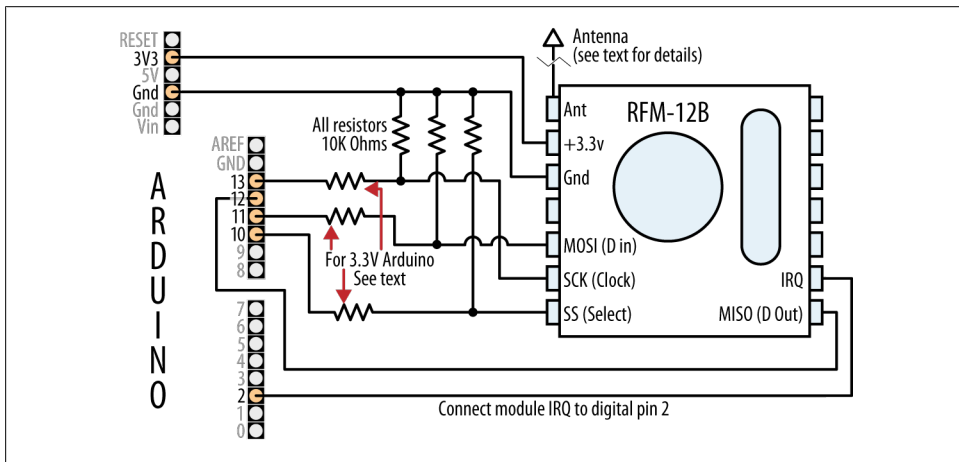 RESET
3V3
5V
Gnd
Gnd
Vin
AREF
GND
13
12
11
10
9
8
7
6
5
4
3
2
1
0
ARDUINO
All resistors
10K Ohms
For 3.3V Arduino
See text
Antenna
(see text for details)
RFM-12B
Ant
+3.3v
Gnd
MOSI (D in)
SCK (Clock)
SS (Select)
IRQ
MISO (D Out)
Connect module IRQ to digital pin 2